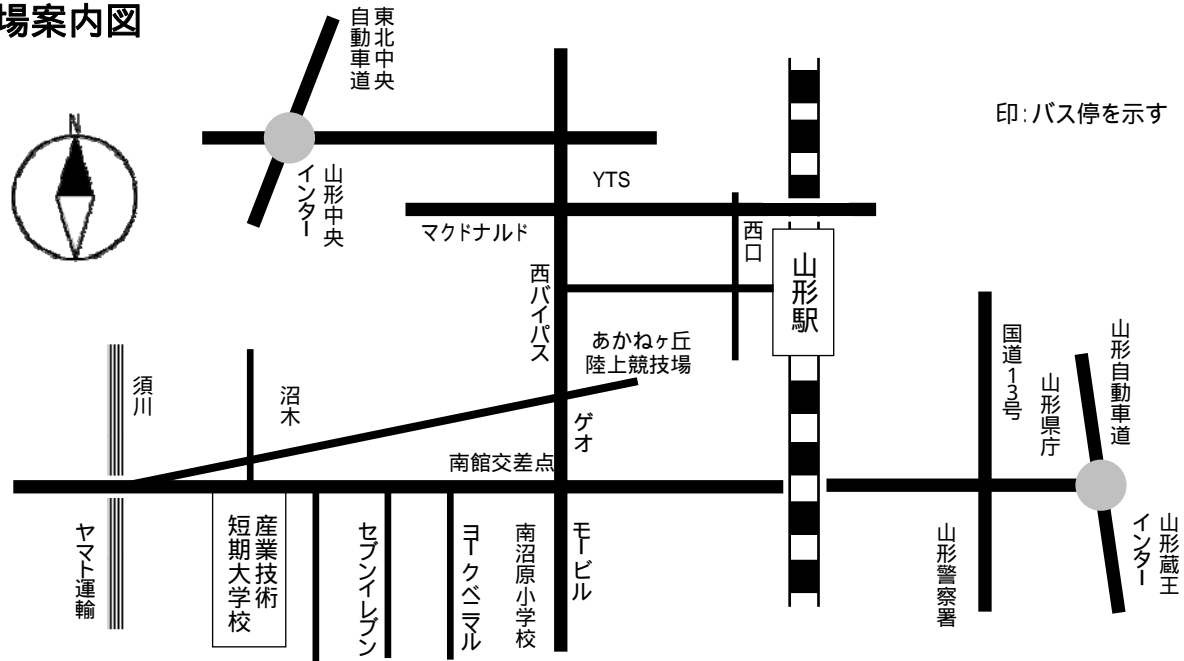 場案内図
東北中央
自動車道
N
印:バス停を示す
山形中央
インター
YTS
マクドナルド
西口
山形駅
西バイパス
あかねヶ丘
陸上競技場
国道13号
山形県庁
山形自動車道
須川
沼木
ゲオ
南館交差点
ヤマト運輸
産業技術
短期大学校
セブンイレブン
ヨークベニマル
南沼原小学校
モービル
山形警察署
山形蔵王
インター